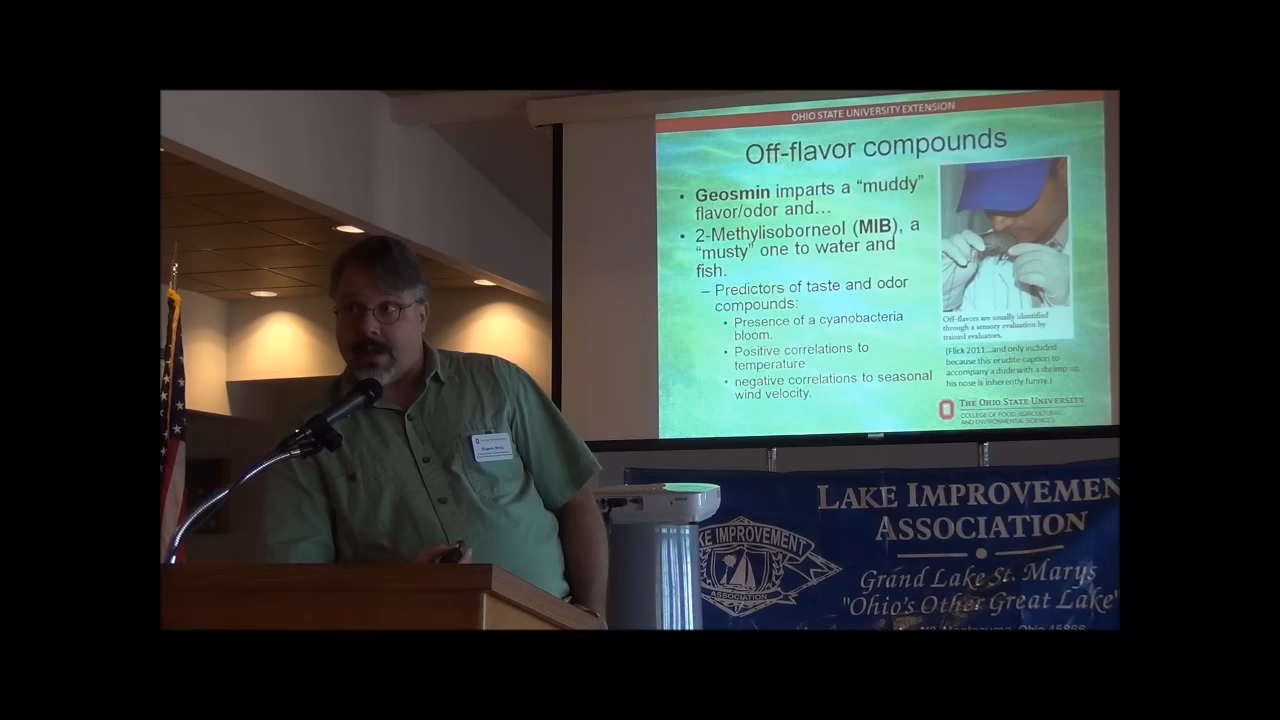 OHIO STATE UNIVERSITY EXTENSION
Off-flavor compounds
• Geosmin imparts a “muddy”
flavor/odor and…
• 2-Methylisoborneol (MIB), a
“musty” one to water and
fish.
– Predictors of taste and odor
compounds:
• Presence of a cyanobacteria
bloom.
• Positive correlations to
temperature
• negative correlations to seasonal
wind velocity.
Off-flavors are usually identified
through a sensory evaluation by
trained evaluators.
(Flick 2011...and only included
because this erudite caption to
accompany a dude with a shrimp up
his nose is inherently funny.)
THE OHIO STATE UNIVERSITY
COLLEGE OF FOOD, AGRICULTURAL,
AND ENVIRONMENTAL SCIENCES
LAKE IMPROVEMEN
ASSOCIATION
Grand Lake St. Marys
"Ohio's Other Great Lake"
Ohio 45866
KE IMPROVEMENT
ASSOCIATION